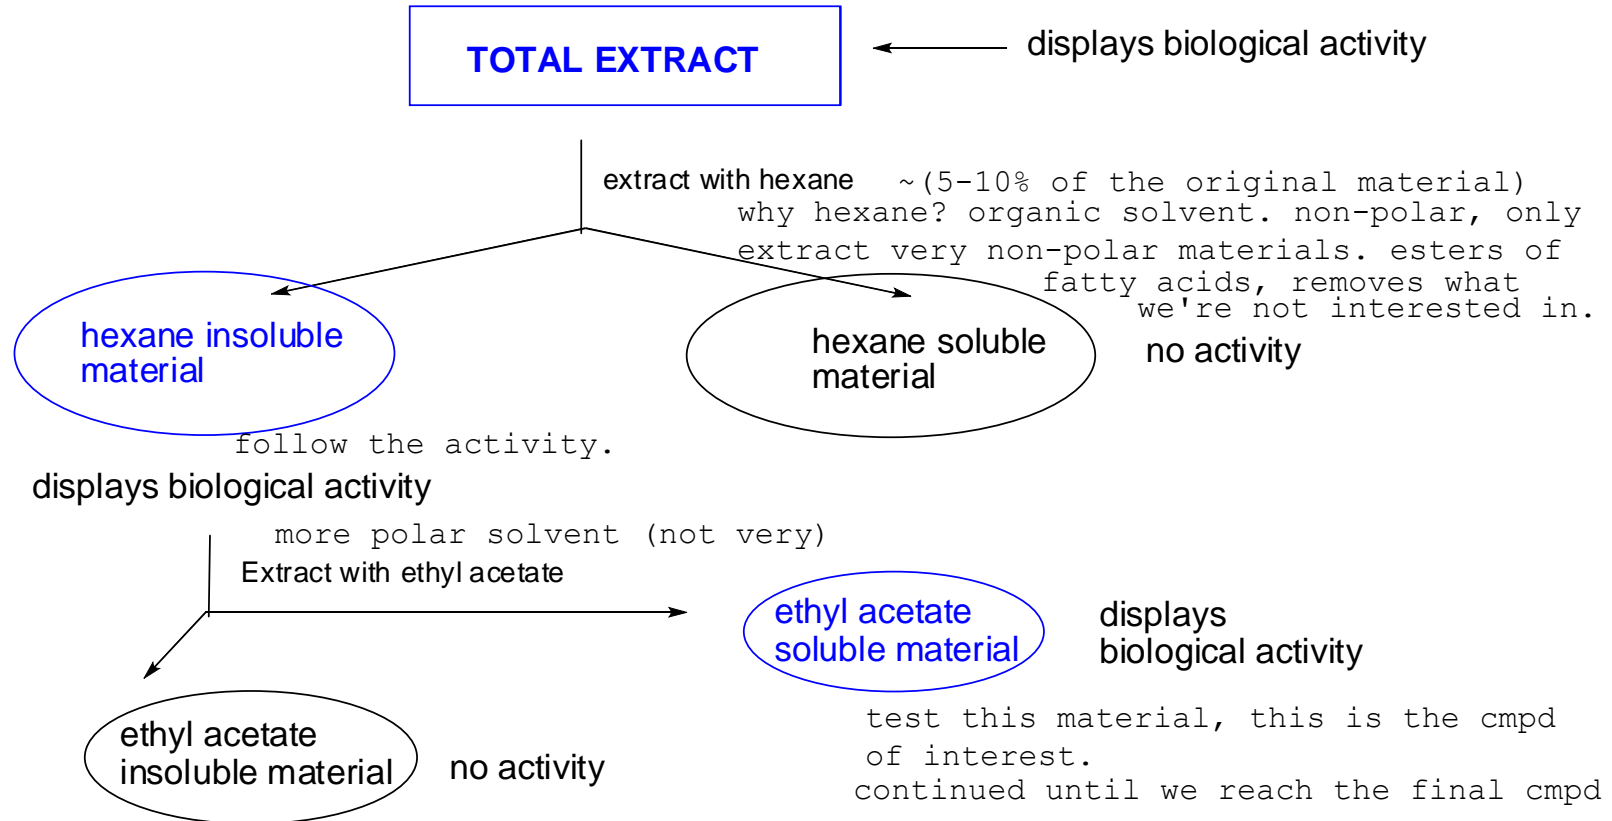 TOTAL EXTRACT
displays biological activity
extract with hexane
~(5-10% of the original material)
why hexane? organic solvent. non-polar, only
extract very non-polar materials. esters of
fatty acids, removes what
we're not interested in.
hexane insoluble
material
hexane soluble
material
no activity
follow the activity.
displays biological activity
more polar solvent (not very)
Extract with ethyl acetate
ethyl acetate
soluble material
displays
biological activity
test this material, this is the cmpd
of interest.
continued until we reach the final cmpd
ethyl acetate
insoluble material
no activity